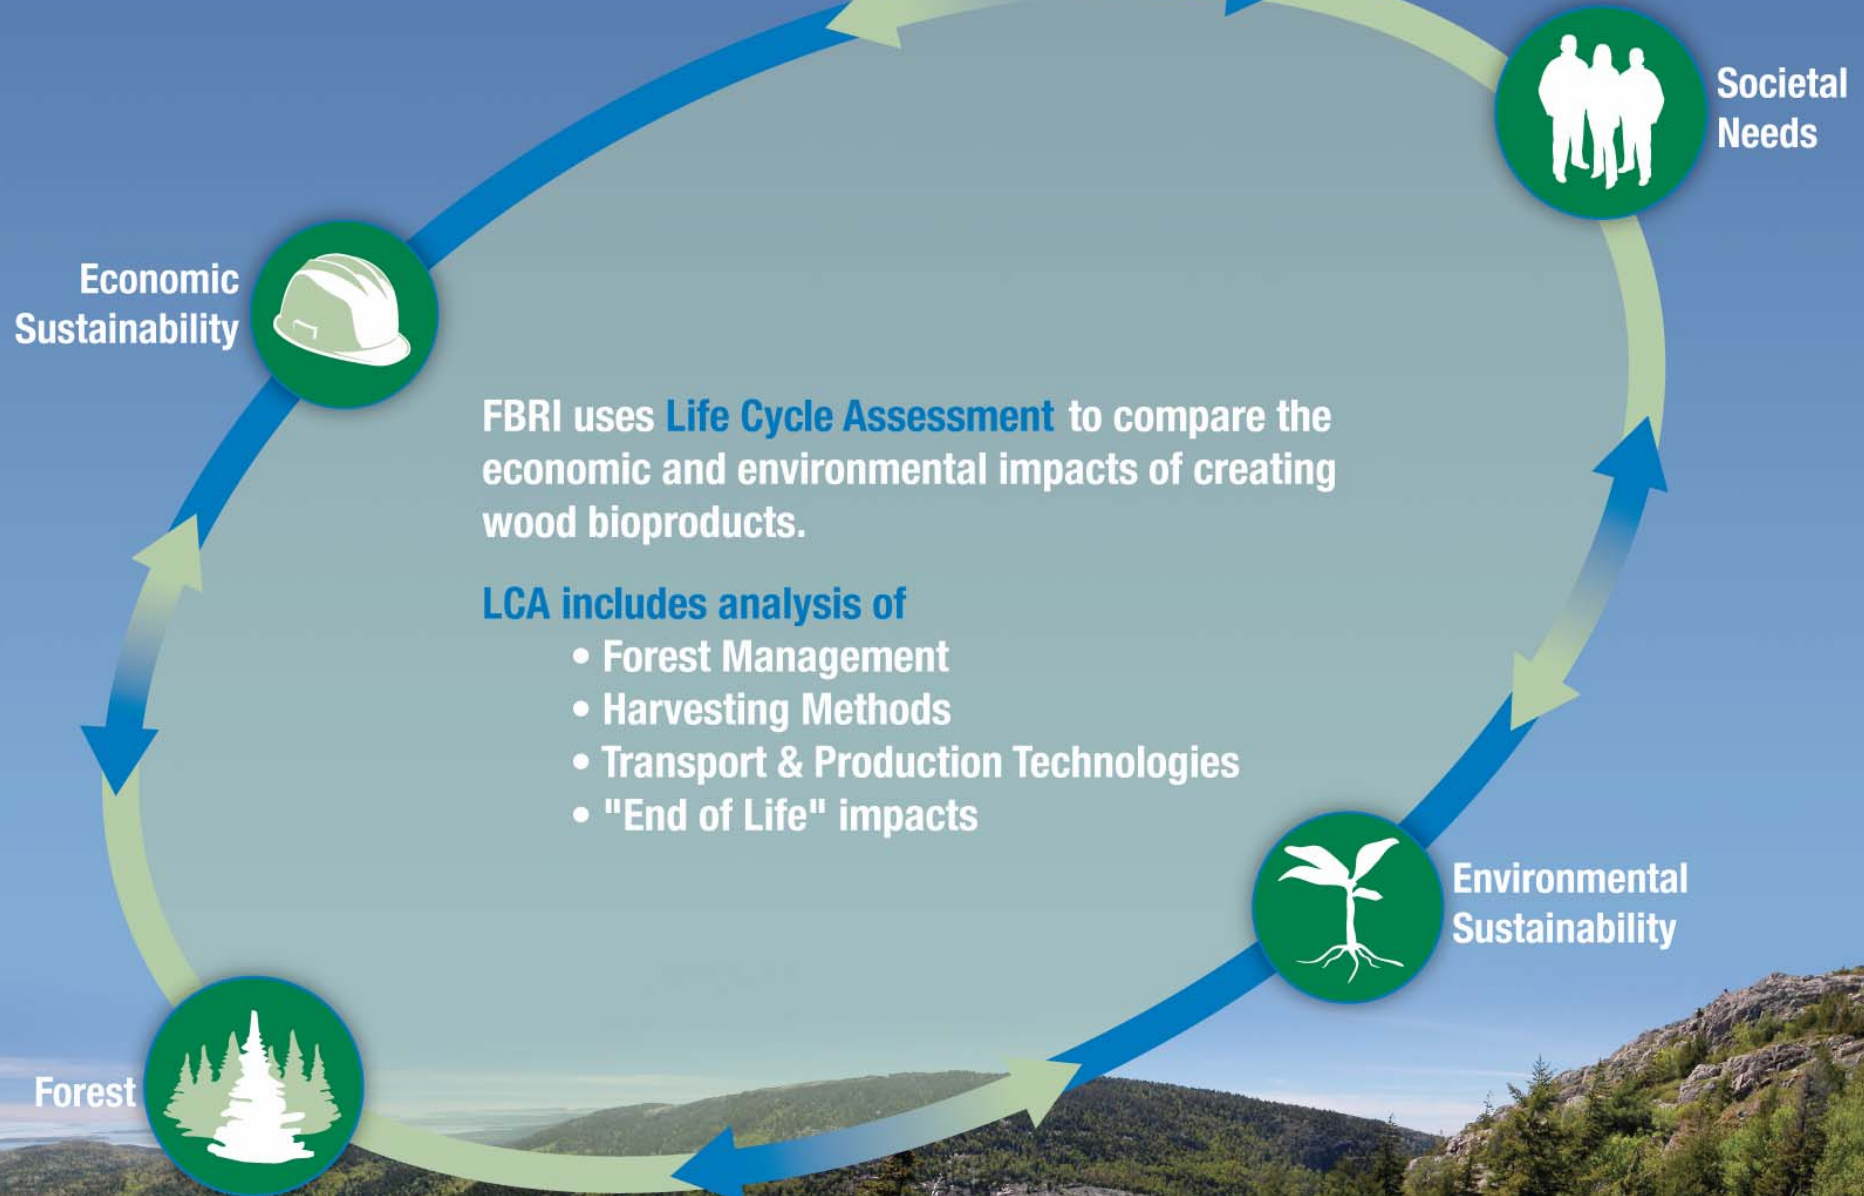 Societal
Needs
Economic
Sustainability
FBRI uses Life Cycle Assessment to compare the
economic and environmental impacts of creating
wood bioproducts.
LCA includes analysis of
• Forest Management
• Harvesting Methods
• Transport & Production Technologies
• "End of Life" impacts
Environmental
Sustainability
Forest